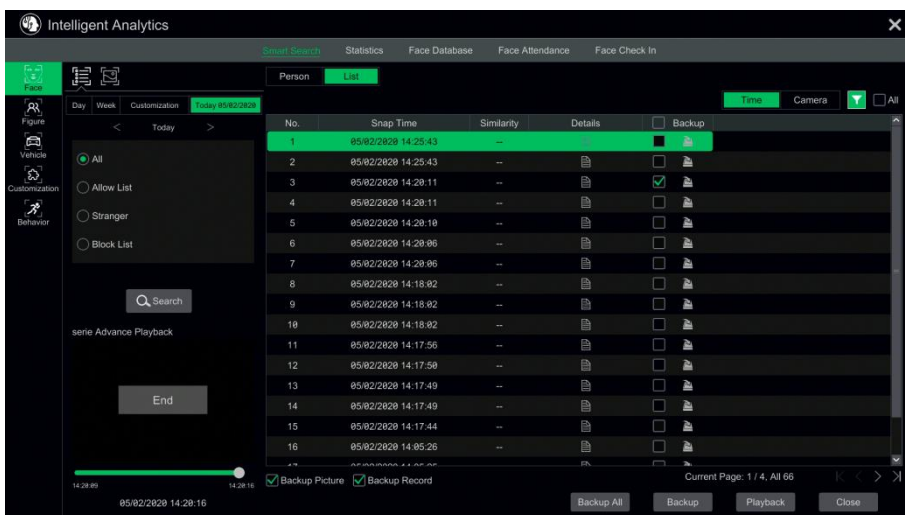 Intelligent Analytics
Smart Search Statistics Face Database Face Attendance Face Check In
Face
Figure
Vehicle
Customization
Behavior
Day Week Customization Today 05/02/2020
< Today >
All
Allow List
Stranger
Block List
Search
serie Advance Playback
End
14:20:09 14:20:16
05/02/2020 14:20:16
Person List
Time Camera All
No. Snap Time Similarity Details Backup
1 05/02/2020 14:25:43
2 05/02/2020 14:25:43 --
3 05/02/2020 14:20:11 --
4 05/02/2020 14:20:11 --
5 05/02/2020 14:20:10 --
6 05/02/2020 14:20:06 --
7 05/02/2020 14:20:06 --
8 05/02/2020 14:18:02 --
9 05/02/2020 14:18:02 --
10 05/02/2020 14:18:02 --
11 05/02/2020 14:17:56 --
12 05/02/2020 14:17:50 --
13 05/02/2020 14:17:49 --
14 05/02/2020 14:17:49 --
15 05/02/2020 14:17:44 --
16 05/02/2020 14:05:26 --
Backup Picture Backup Record Current Page: 1 / 4, All 66
Backup All Backup Playback Close